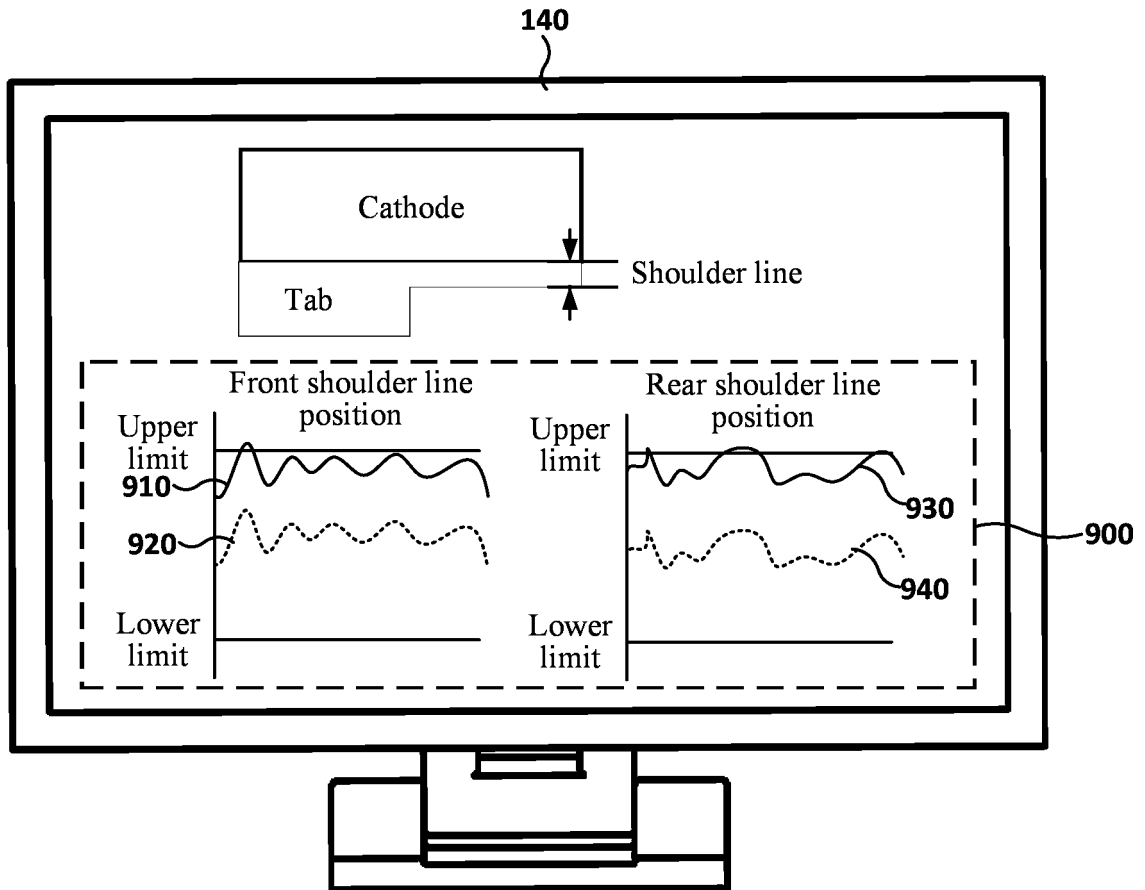 140
Cathode
Shoulder line
Tab
Front shoulder line
position
Rear shoulder line
position
Upper
limit
Upper
limit
910
930
920
900
940
Lower
limit
Lower
limit